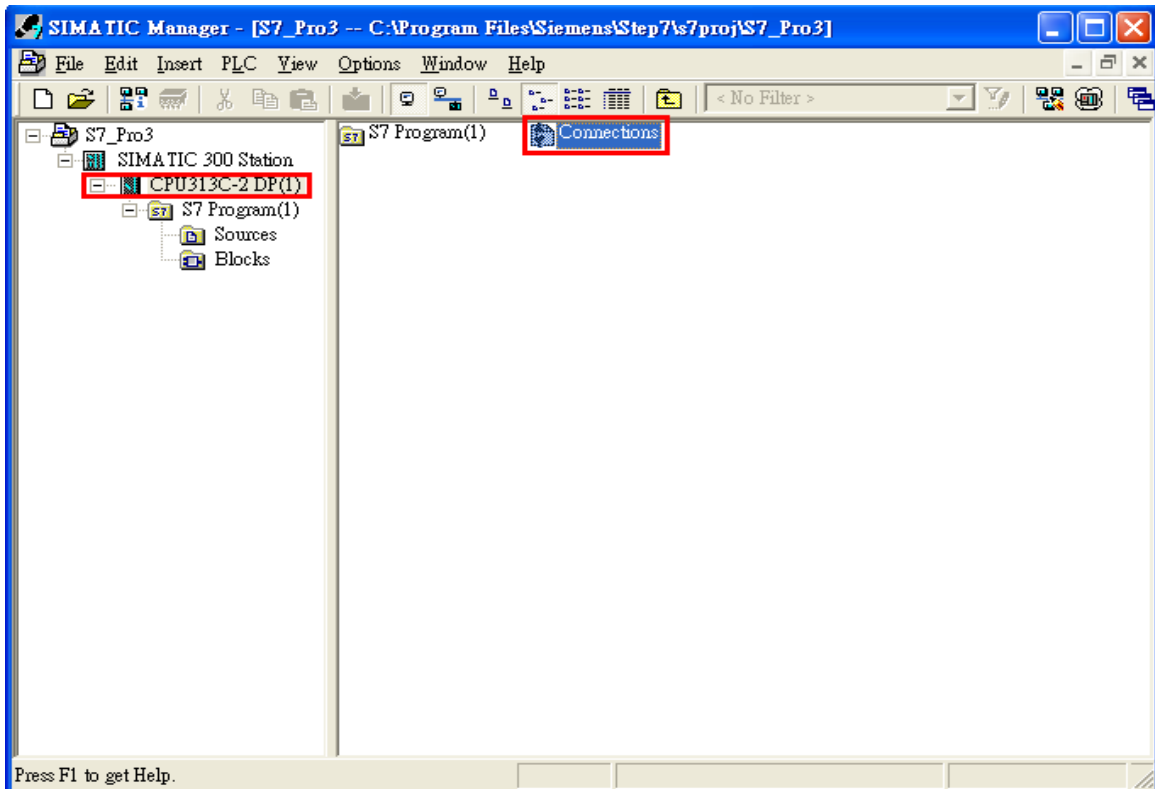 SIMATIC Manager - [S7_Pro3 -- C:\Program Files\Siemens\Step7\s7proj\S7_Pro3]
File Edit Insert PLC View Options Window Help
< No Filter >
S7_Pro3
SIMATIC 300 Station
CPU313C-2 DP(1)
S7 Program(1)
Sources
Blocks
S7 Program(1)
Connections
Press F1 to get Help.